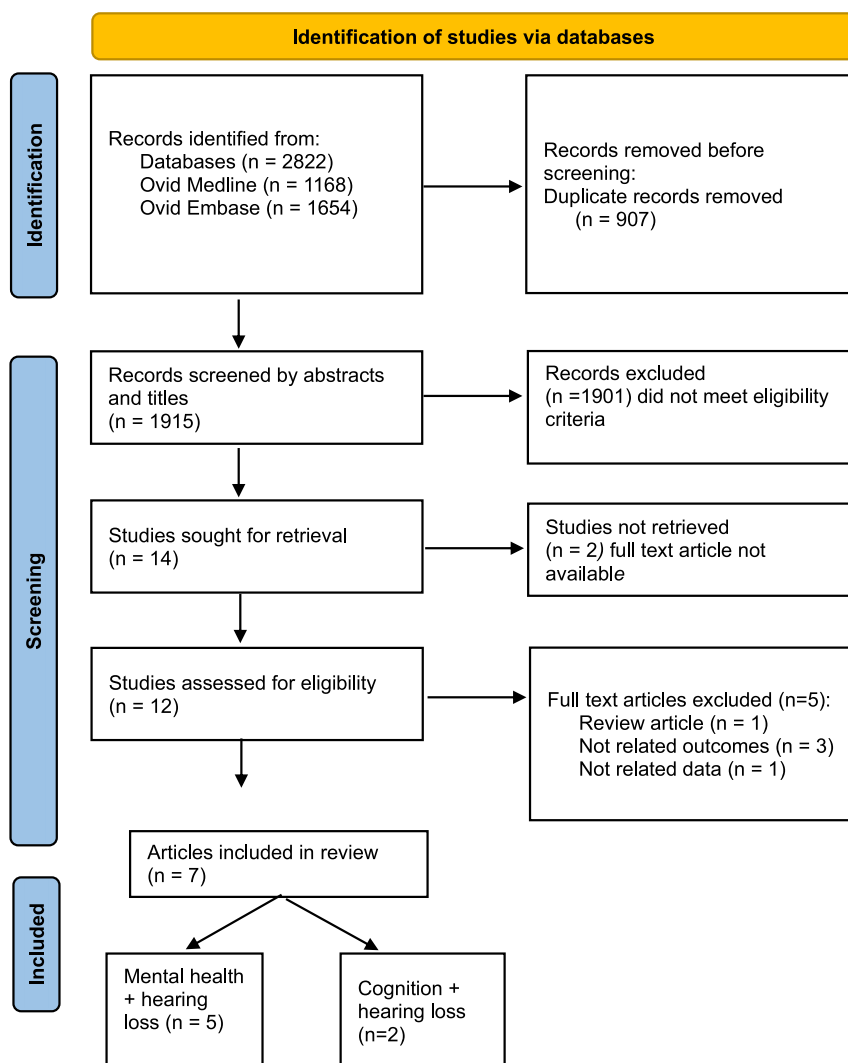 Identification of studies via databases
Identification
Records identified from:
Databases (n = 2822)
Ovid Medline (n = 1168)
Ovid Embase (n = 1654)
Records removed before
screening:
Duplicate records removed
(n = 907)
Screening
Records screened by abstracts
and titles
(n = 1915)
Records excluded
(n =1901) did not meet eligibility
criteria
Studies sought for retrieval
(n = 14)
Studies not retrieved
(n = 2) full text article not
available
Studies assessed for eligibility
(n = 12)
Full text articles excluded (n=5):
Review article (n = 1)
Not related outcomes (n = 3)
Not related data (n = 1)
Articles included in review
(n = 7)
Included
Mental health
+ hearing
loss (n = 5)
Cognition +
hearing loss
(n=2)